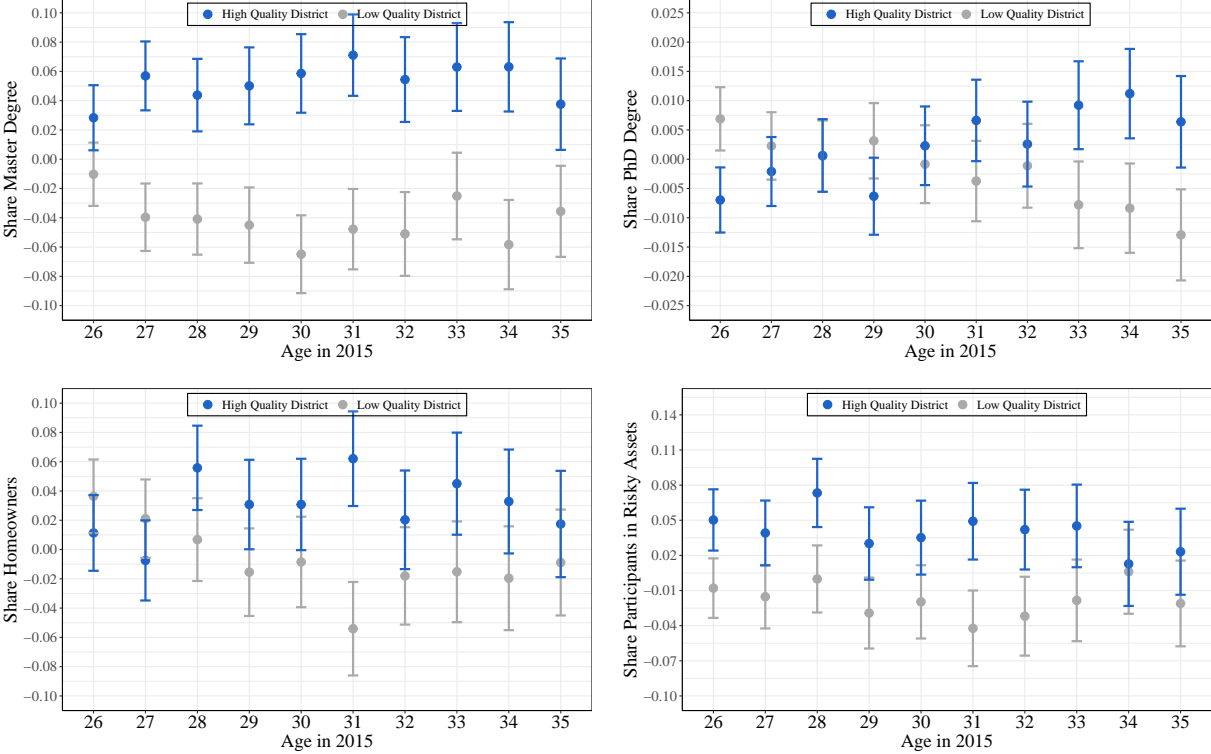 High Quality District Low Quality District
Share Master Degree
0.10
0.08
0.06
0.04
0.02
0.00
−0.02
−0.04
−0.06
−0.08
−0.10
26 27 28 29 30 31 32 33 34 35
Age in 2015
High Quality District Low Quality District
Share PhD Degree
0.025
0.020
0.015
0.010
0.005
0.000
−0.005
−0.010
−0.015
−0.020
−0.025
26 27 28 29 30 31 32 33 34 35
Age in 2015
High Quality District Low Quality District
Share Homeowners
0.10
0.08
0.06
0.04
0.02
0.00
−0.02
−0.04
−0.06
−0.08
−0.10
26 27 28 29 30 31 32 33 34 35
Age in 2015
High Quality District Low Quality District
Share Participants in Risky Assets
0.14
0.11
0.08
0.05
0.02
−0.01
−0.04
−0.07
−0.10
26 27 28 29 30 31 32 33 34 35
Age in 2015